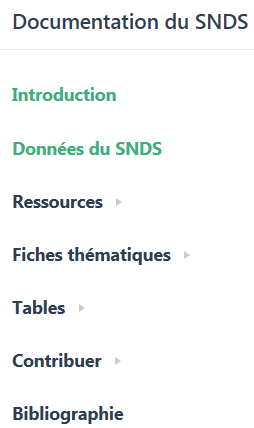 Documentation du SNDS
Introduction
Données du SNDS
Ressources
Fiches thématiques
Tables
Contribuer
Bibliographie